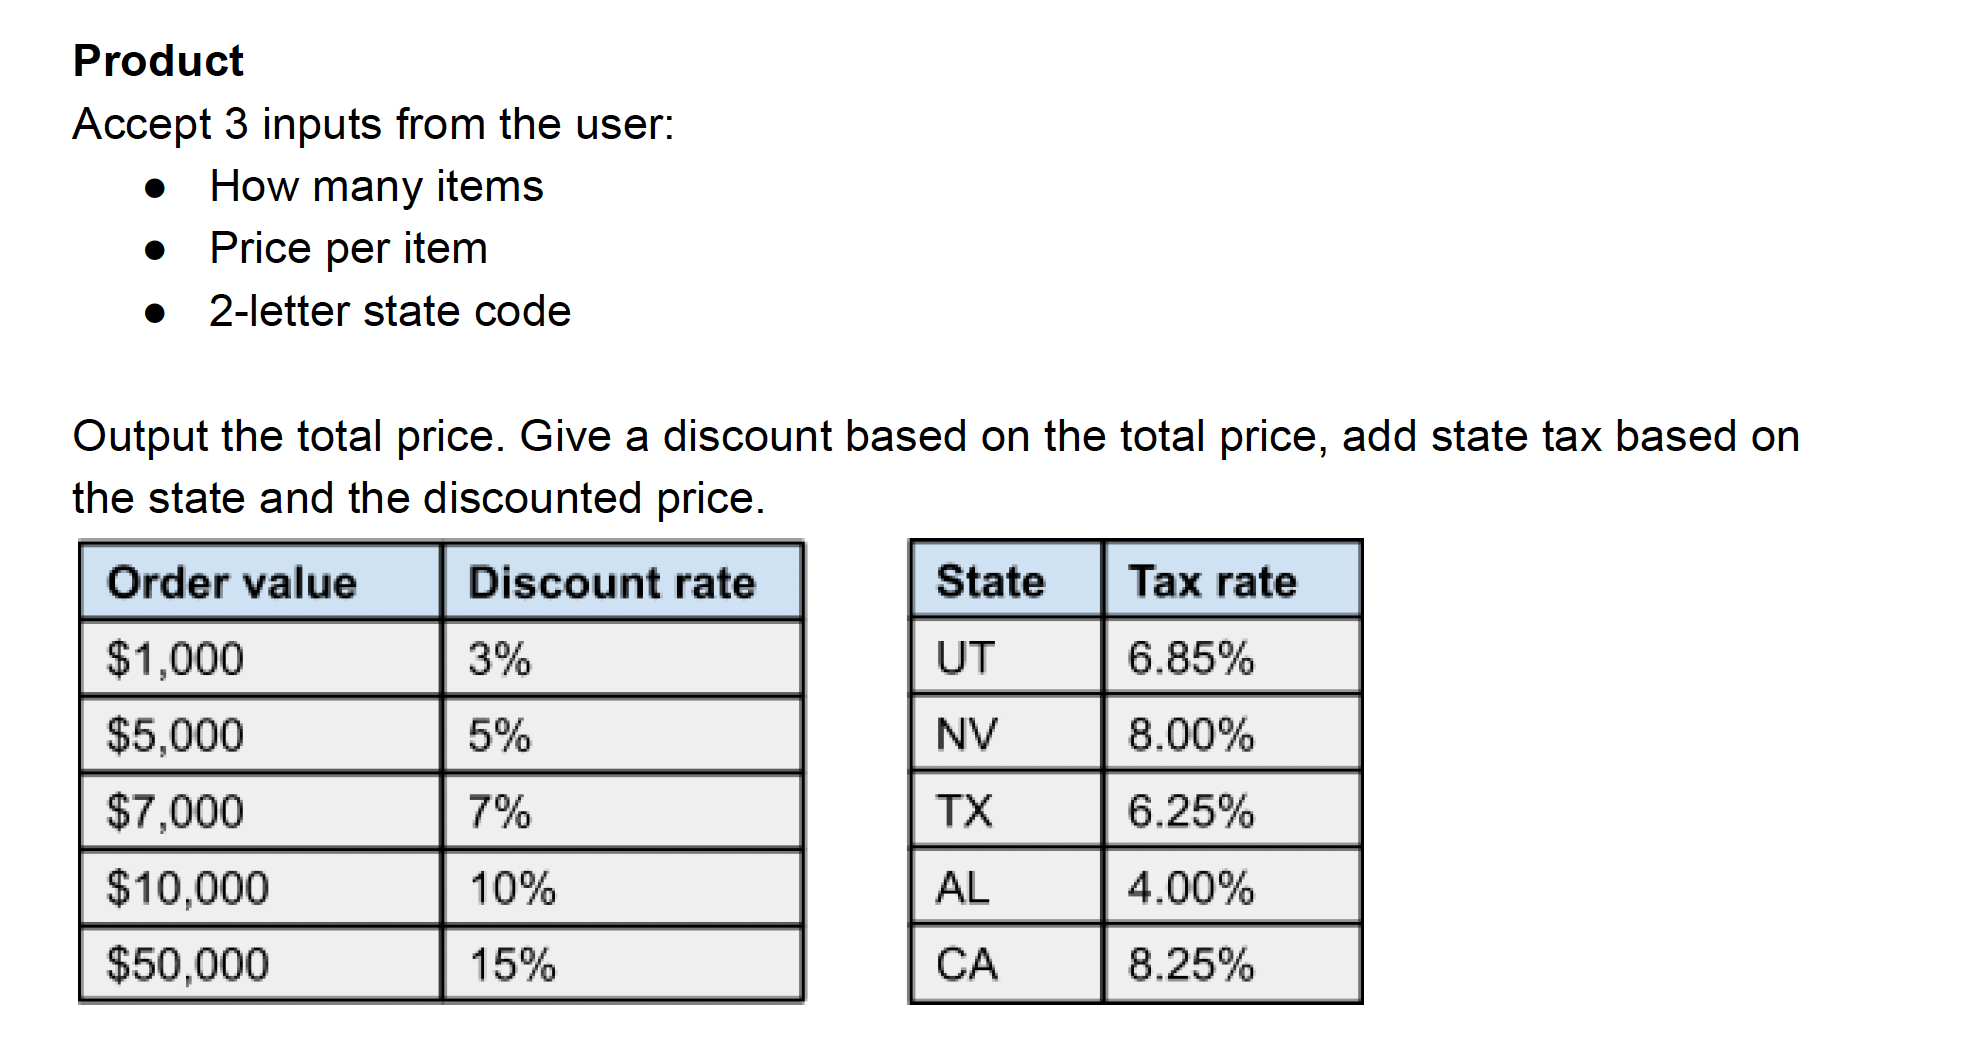 Product
Accept 3 inputs from the user:
● How many items
● Price per item
● 2-letter state code
Output the total price. Give a discount based on the total price, add state tax based on
the state and the discounted price.
Order value Discount rate
$1,000 3%
$5,000 5%
$7,000 7%
$10,000 10%
$50,000 15%
State Tax rate
UT 6.85%
NV 8.00%
TX 6.25%
AL 4.00%
CA 8.25%